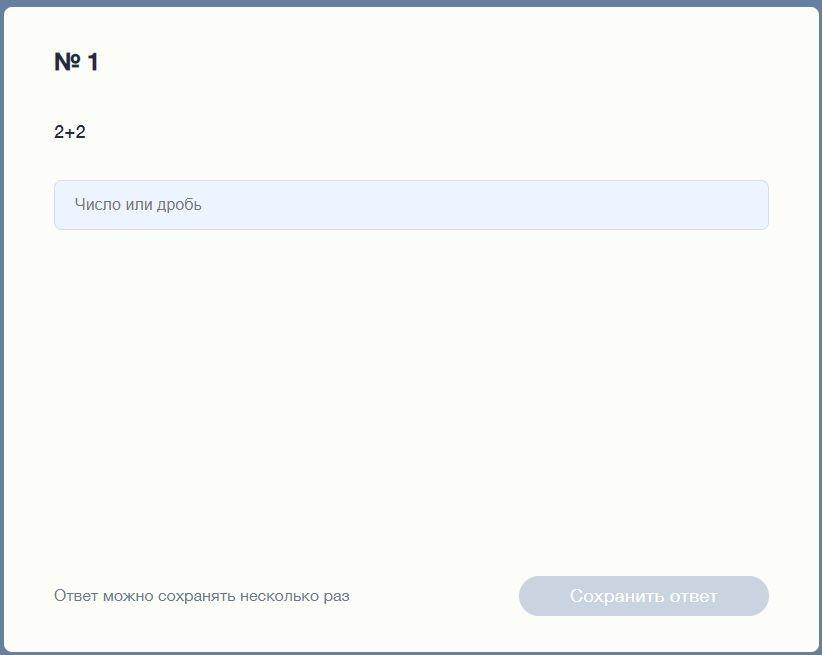 № 1
2+2
Число или дробь
Ответ можно сохранять несколько раз
Сохранить ответ